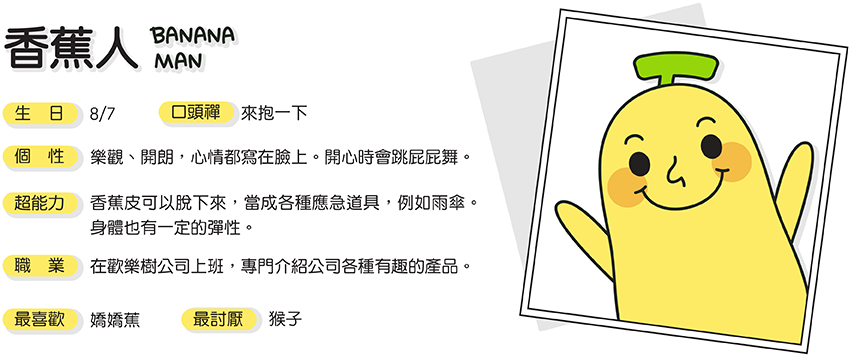 香蕉人 BANANA MAN
生 日 8/7 口頭禪 來抱一下
個 性 樂觀、開朗，心情都寫在臉上。開心時會跳屁屁舞。
超能力 香蕉皮可以脫下來，當成各種應急道具，例如雨傘。
身體也有一定的彈性。
職 業 在歡樂樹公司上班，專門介紹公司各種有趣的產品。
最喜歡 嬌嬌蕉 最討厭 猴子